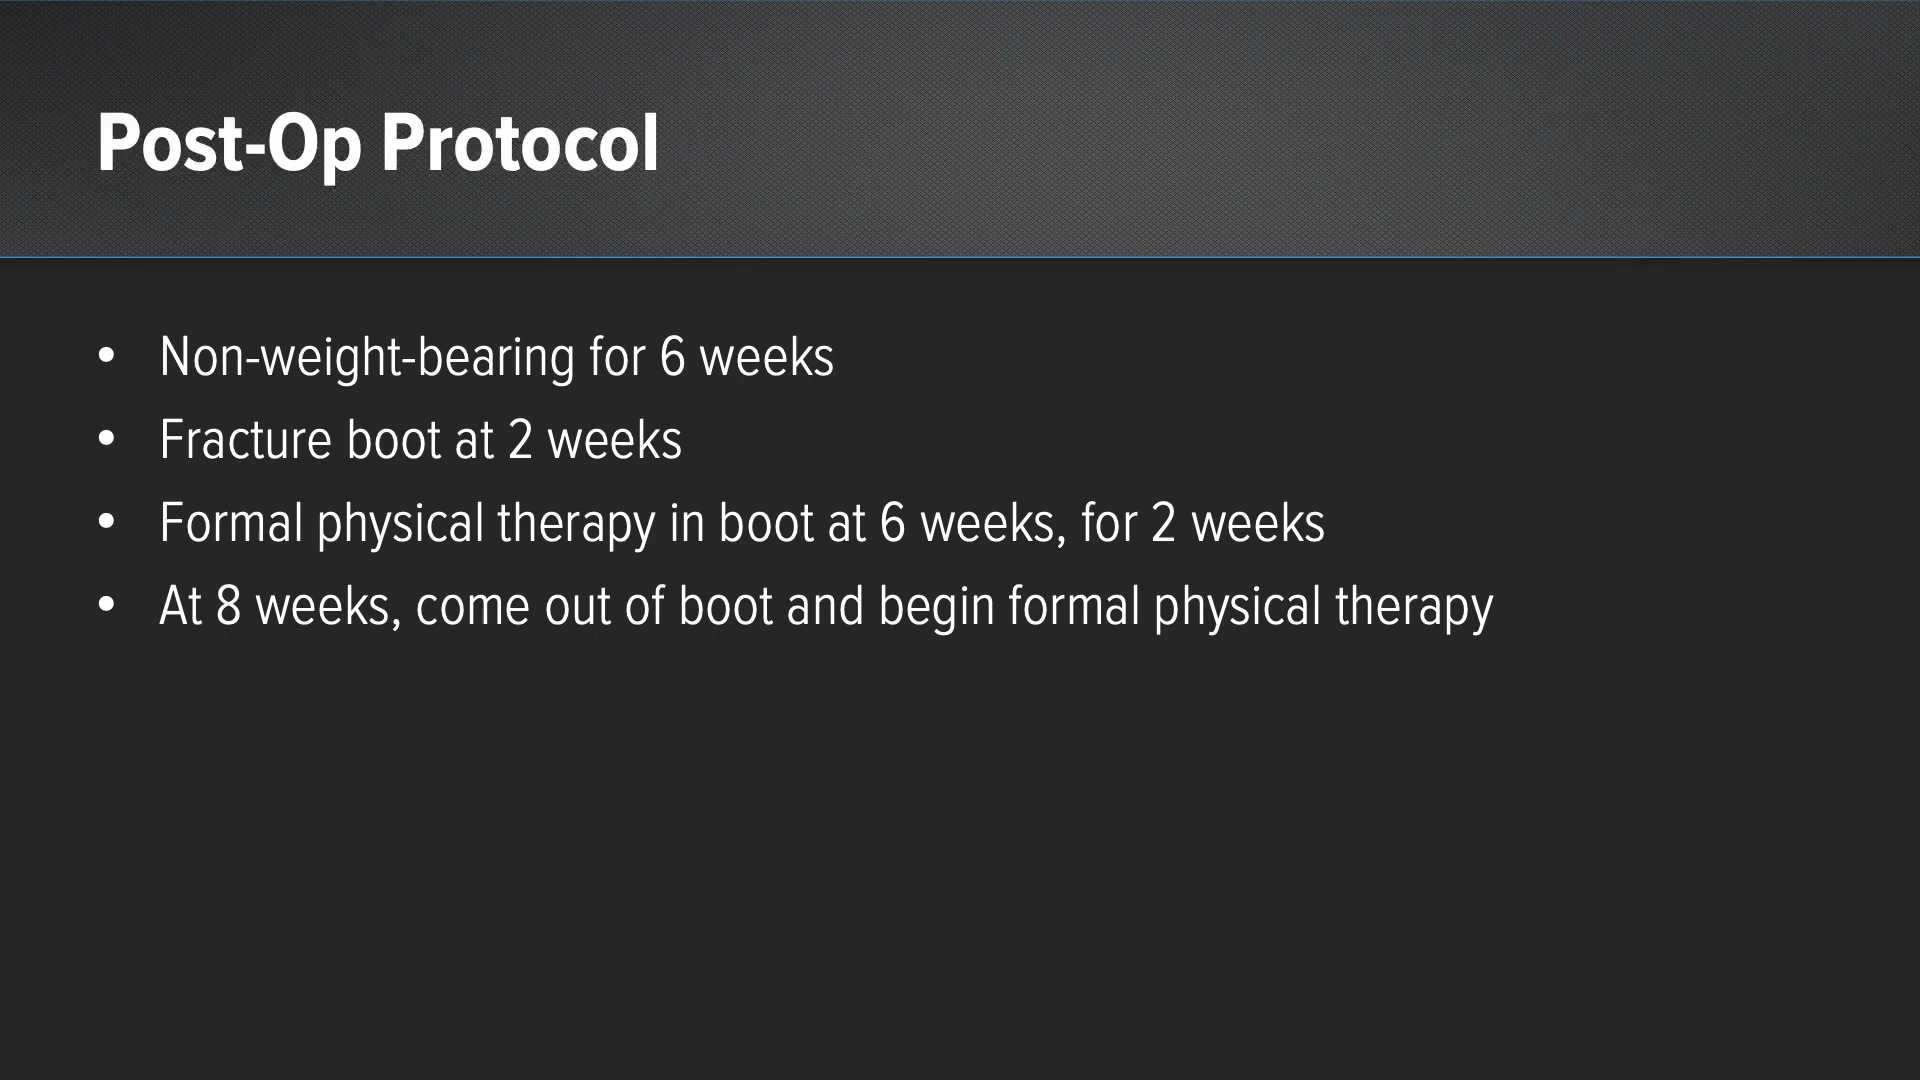 Post-Op Protocol
• Non-weight-bearing for 6 weeks
• Fracture boot at 2 weeks
• Formal physical therapy in boot at 6 weeks, for 2 weeks
• At 8 weeks, come out of boot and begin formal physical therapy